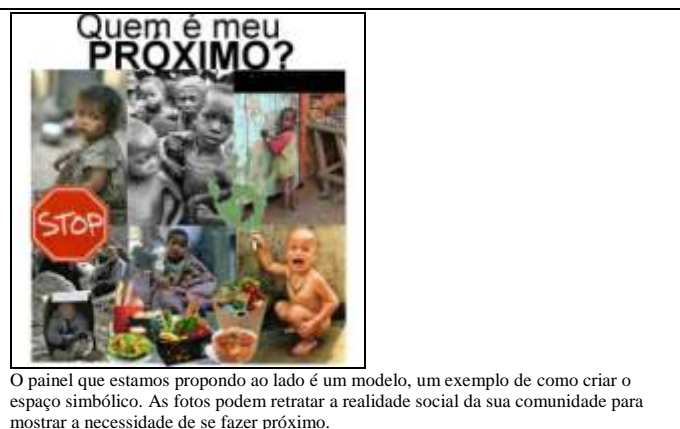 Quem é meu
PRÓXIMO?
STOP
O painel que estamos propondo ao lado é um modelo, um exemplo de como criar o
espaço simbólico. As fotos podem retratar a realidade social da sua comunidade para
mostrar a necessidade de se fazer próximo.